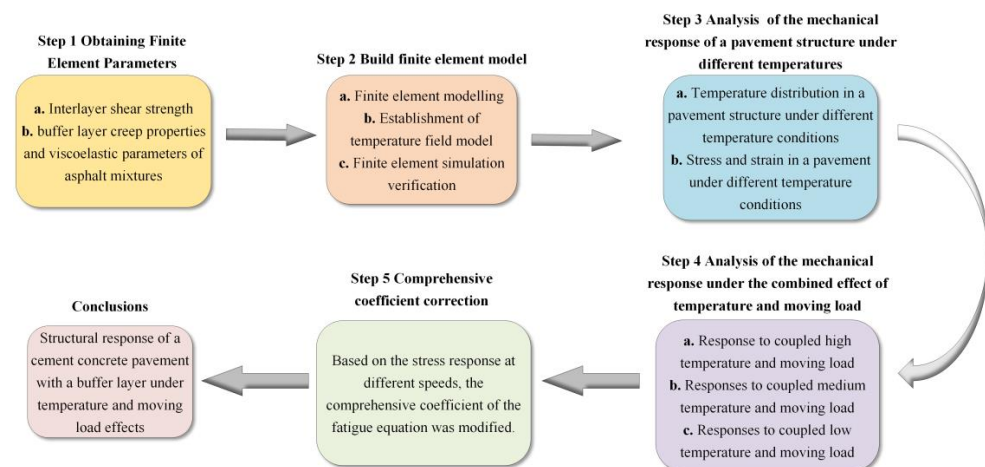 Step 1 Obtaining Finite
Element Parameters
a. Interlayer shear strength
b. buffer layer creep properties
and viscoelastic parameters of
asphalt mixtures
Step 2 Build finite element model
a. Finite element modelling
b. Establishment of
temperature field model
c. Finite element simulation
verification
Step 3 Analysis of the mechanical
response of a pavement structure under
different temperatures
a. Temperature distribution in a
pavement structure under different
temperature conditions
b. Stress and strain in a pavement
under different temperature
conditions
Step 4 Analysis of the mechanical
response under the combined effect of
temperature and moving load
a. Response to coupled high
temperature and moving load
b. Responses to coupled medium
temperature and moving load
c. Responses to coupled low
temperature and moving load
Step 5 Comprehensive
coefficient correction
Based on the stress response at
different speeds, the
comprehensive coefficient of the
fatigue equation was modified.
Conclusions
Structural response of a
cement concrete pavement
with a buffer layer under
temperature and moving
load effects